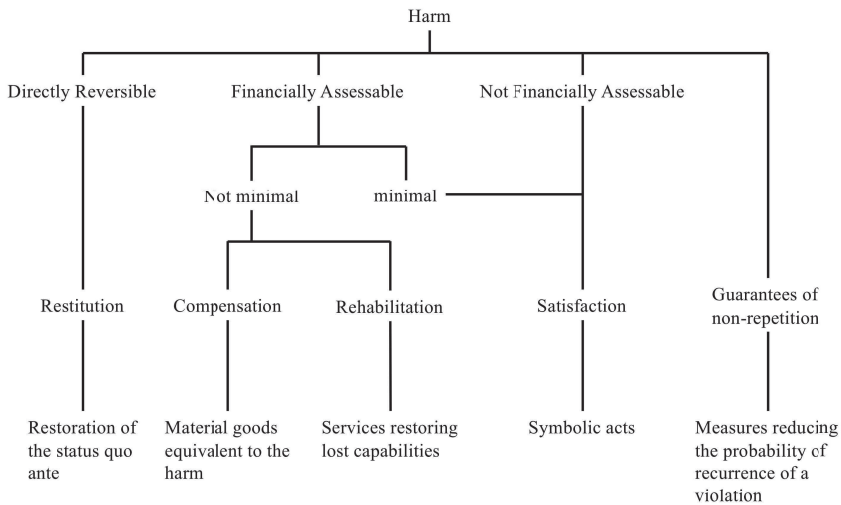 Harm
Directly Reversible
Financially Assessable
Not Financially Assessable
Not minimal
minimal
Restitution
Compensation
Rehabilitation
Satisfaction
Guarantees of
non-repetition
Restoration of
the status quo
ante
Material goods
equivalent to the
harm
Services restoring
lost capabilities
Symbolic acts
Measures reducing
the probability of
recurrence of a
violation